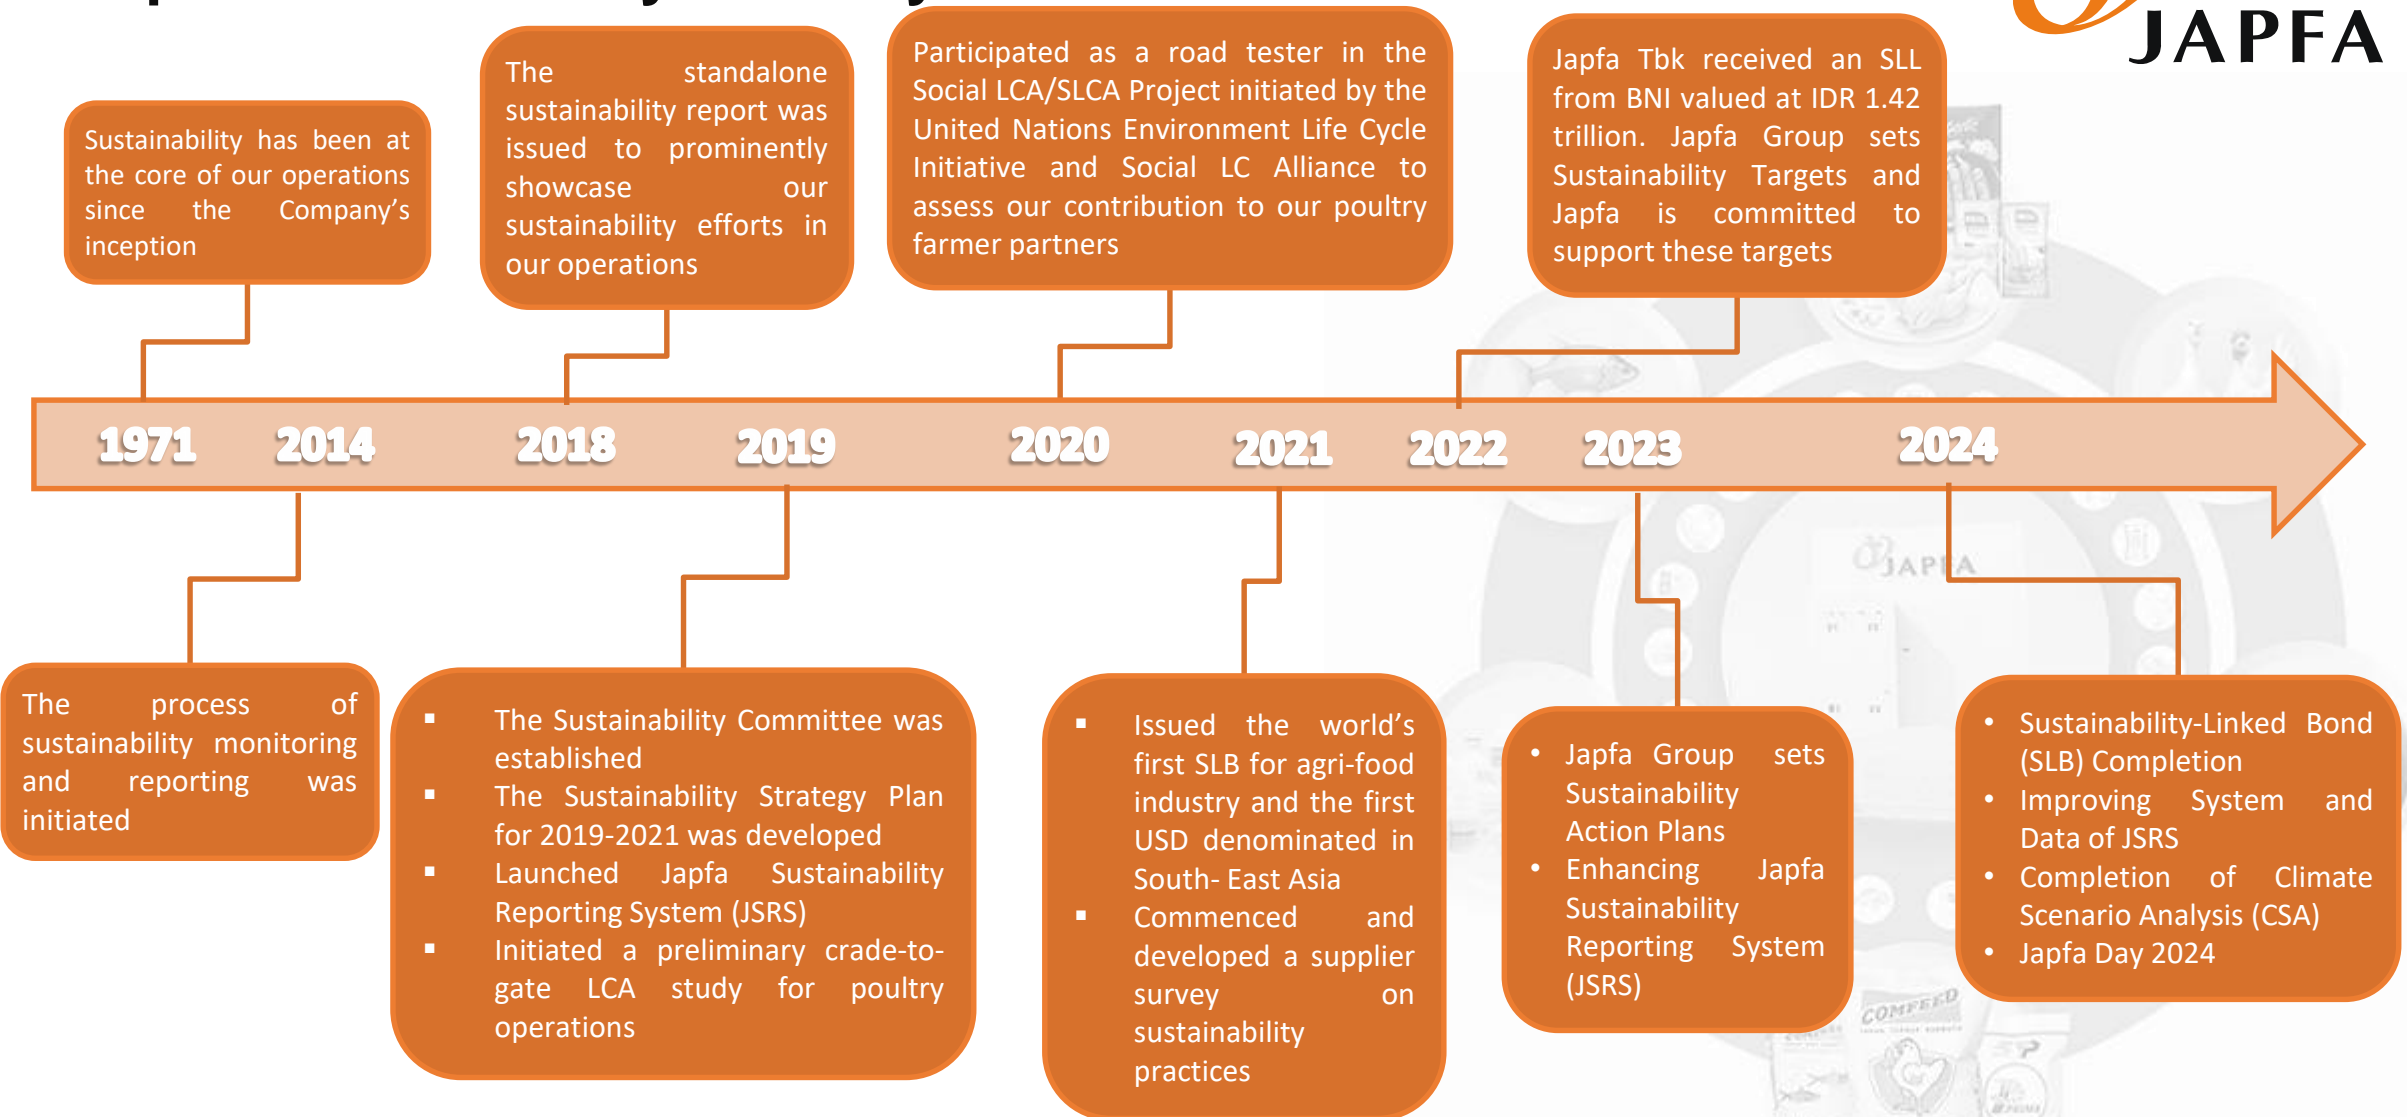 JAPFA
Sustainability has been at
the core of our operations
since the Company's
inception
The standalone
sustainability report was
issued to prominently
showcase our
sustainability efforts in
our operations
Participated as a road tester in the
Social LCA/SLCA Project initiated by the
United Nations Environment Life Cycle
Initiative and Social LC Alliance to
assess our contribution to our poultry
farmer partners
Japfa Tbk received an SLL
from BNI valued at IDR 1.42
trillion. Japfa Group sets
Sustainability Targets and
Japfa is committed to
support these targets
1971 2014 2018 2019 2020 2021 2022 2023 2024
The process of
sustainability monitoring
and reporting was
initiated
▪ The Sustainability Committee was
established
▪ The Sustainability Strategy Plan
for 2019-2021 was developed
▪ Launched Japfa Sustainability
Reporting System (JSRS)
▪ Initiated a preliminary crade-to-
gate LCA study for poultry
operations
▪ Issued the world's
first SLB for agri-food
industry and the first
USD denominated in
South- East Asia
▪ Commenced and
developed a supplier
survey on
sustainability
practices
• Japfa Group sets
Sustainability
Action Plans
• Enhancing Japfa
Sustainability
Reporting System
(JSRS)
• Sustainability-Linked Bond
(SLB) Completion
• Improving System and
Data of JSRS
• Completion of Climate
Scenario Analysis (CSA)
• Japfa Day 2024
JAPFA
COMFEED